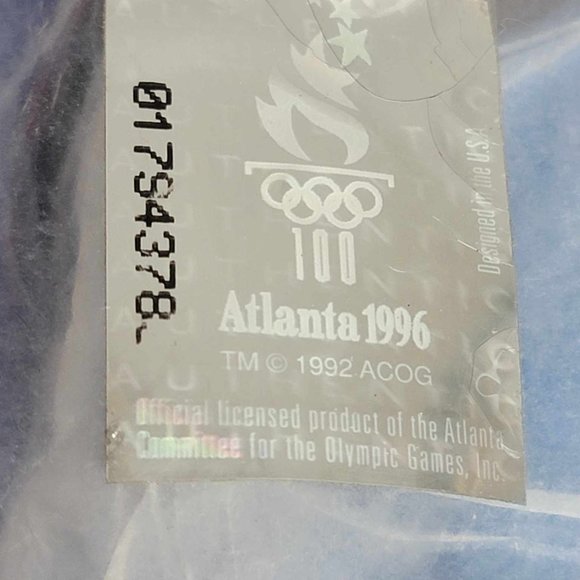 01794378
100
Atlanta 1996
TM © 1992 ACOG
Official licensed product of the Atlanta
Committee for the Olympic Games, Inc.
Designed in the U.S.A